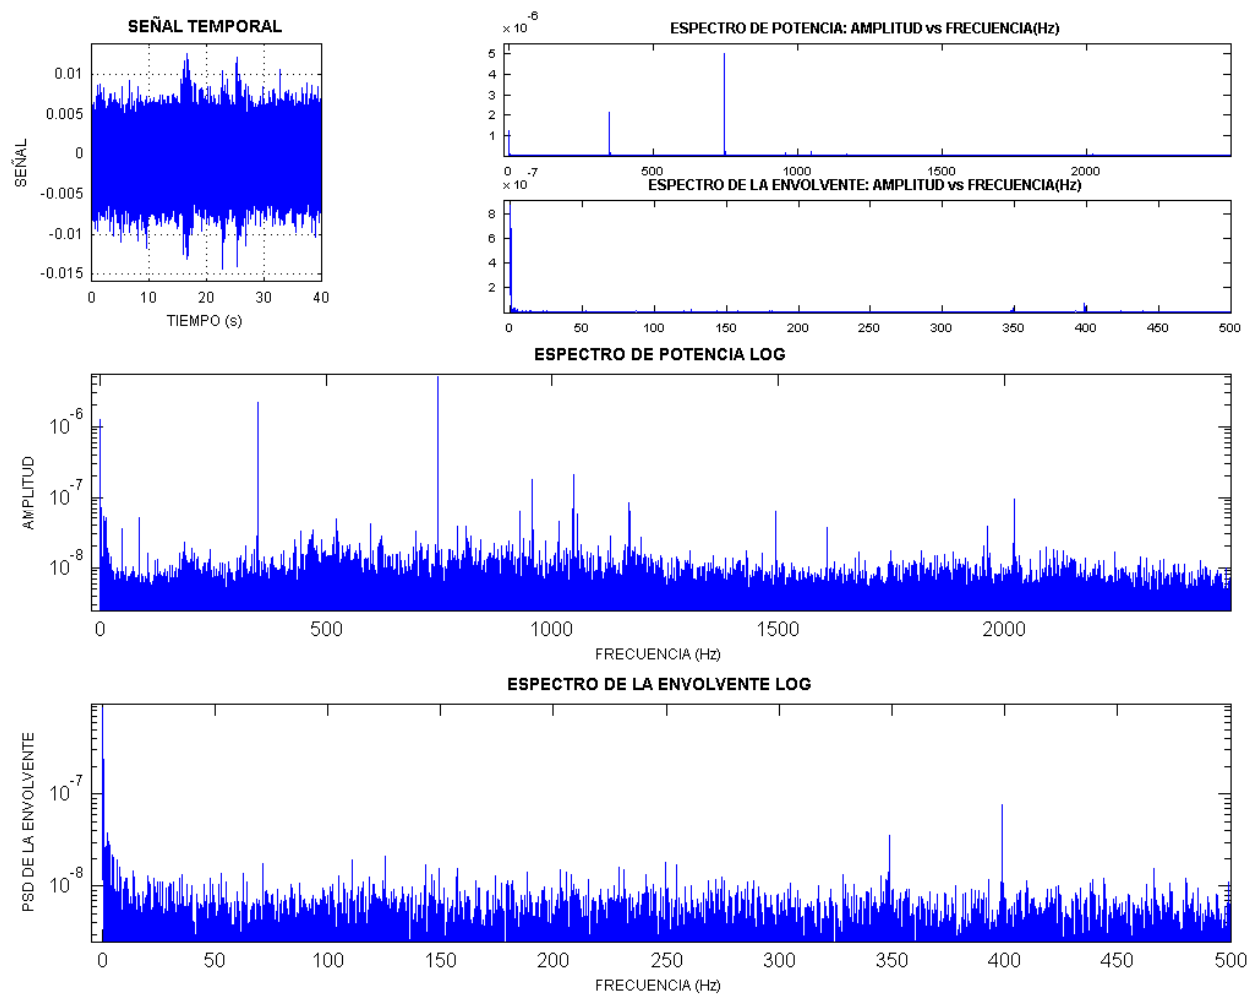 SEÑAL TEMPORAL
0.01
0.005
0
-0.005
-0.01
-0.015
SEÑAL
0 10 20 30 40
TIEMPO (s)
x 10 -6
ESPECTRO DE POTENCIA: AMPLITUD vs FRECUENCIA(Hz)
5
4
3
2
1
0 500 1000 1500 2000
x 10 -7
ESPECTRO DE LA ENVOLVENTE: AMPLITUD vs FRECUENCIA(Hz)
8
6
4
2
0 50 100 150 200 250 300 350 400 450 500
ESPECTRO DE POTENCIA LOG
10-6
10-7
10-8
AMPLITUD
0 500 1000 1500 2000
FRECUENCIA (Hz)
ESPECTRO DE LA ENVOLVENTE LOG
10-7
10-8
PSD DE LA ENVOLVENTE
0 50 100 150 200 250 300 350 400 450 500
FRECUENCIA (Hz)